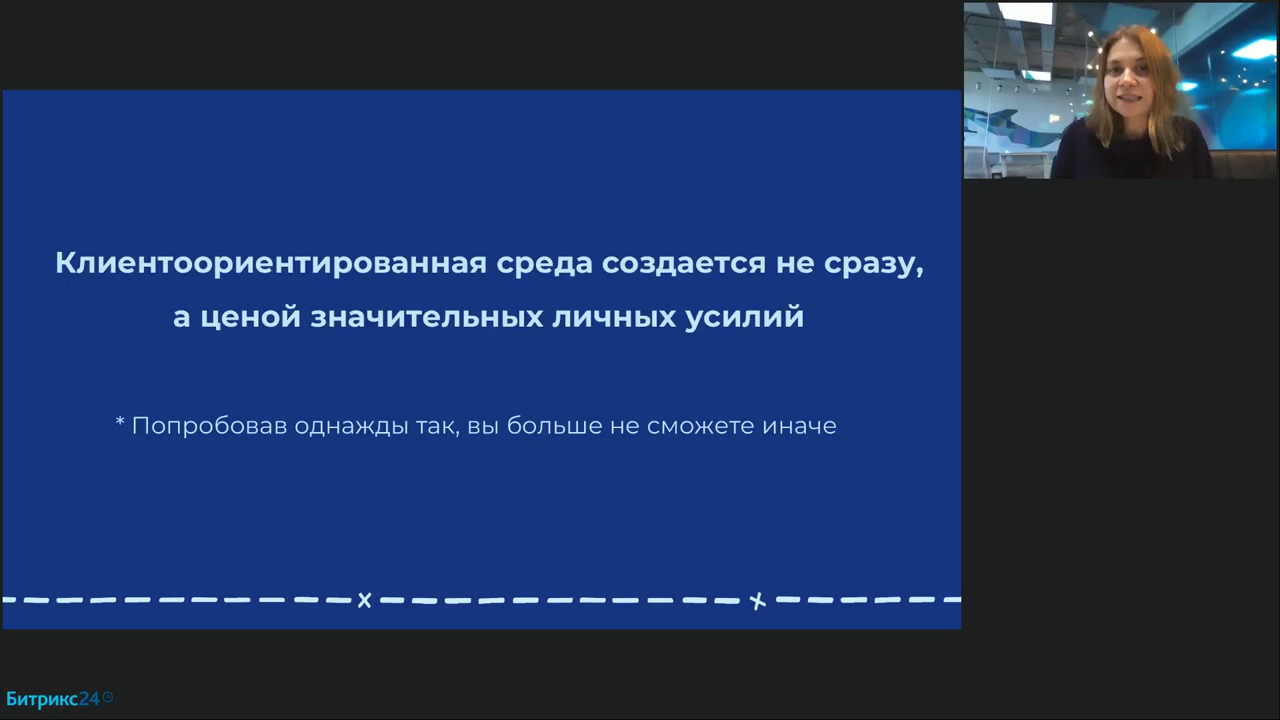 Клиентоориентированная среда создается не сразу,
а ценой значительных личных усилий
* Попробовав однажды так, вы больше не сможете иначе
Битрикс24